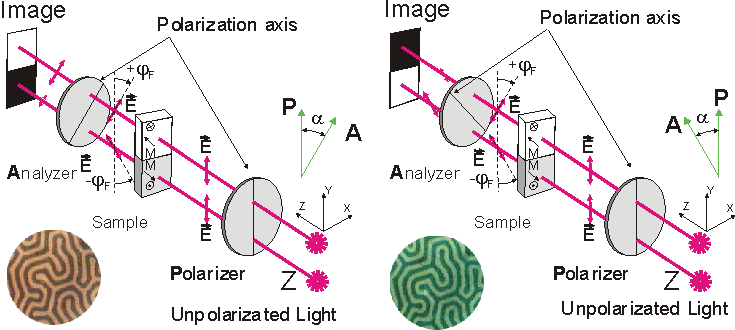 Image
Polarization axis
+φF
E
P
α
A
E
Analyzer
-φF
M
M
Sample
E
E
Z
Y
X
Polarizer
Z
Unpolarizated Light
Image
Polarization axis
+φF
E
P
A
α
E
Analyzer
-φF
M
M
Sample
E
E
Z
Y
X
Polarizer
Z
Unpolarizated Light